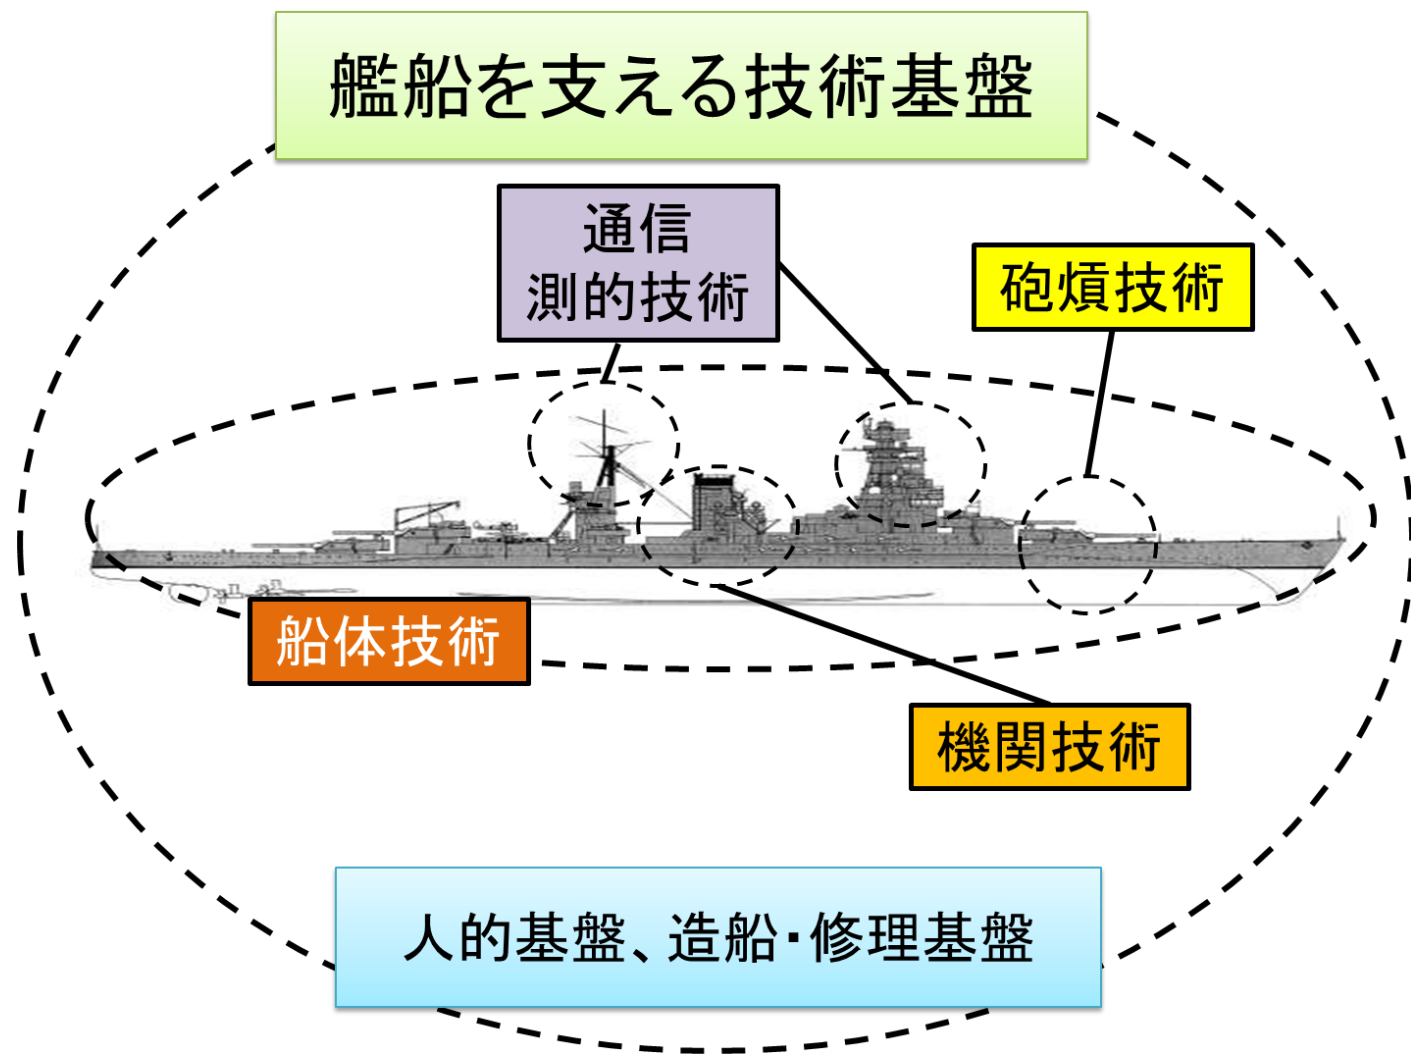 艦船を支える技術基盤
通信
測的技術
砲熕技術
船体技術
機関技術
人的基盤、造船・修理基盤